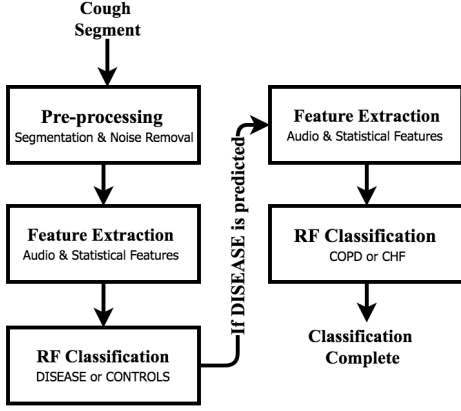 Cough
Segment
Pre-processing
Segmentation & Noise Removal
Feature Extraction
Audio & Statistical Features
RF Classification
DISEASE or CONTROLS
If DISEASE is predicted
Feature Extraction
Audio & Statistical Features
RF Classification
COPD or CHF
Classification
Complete